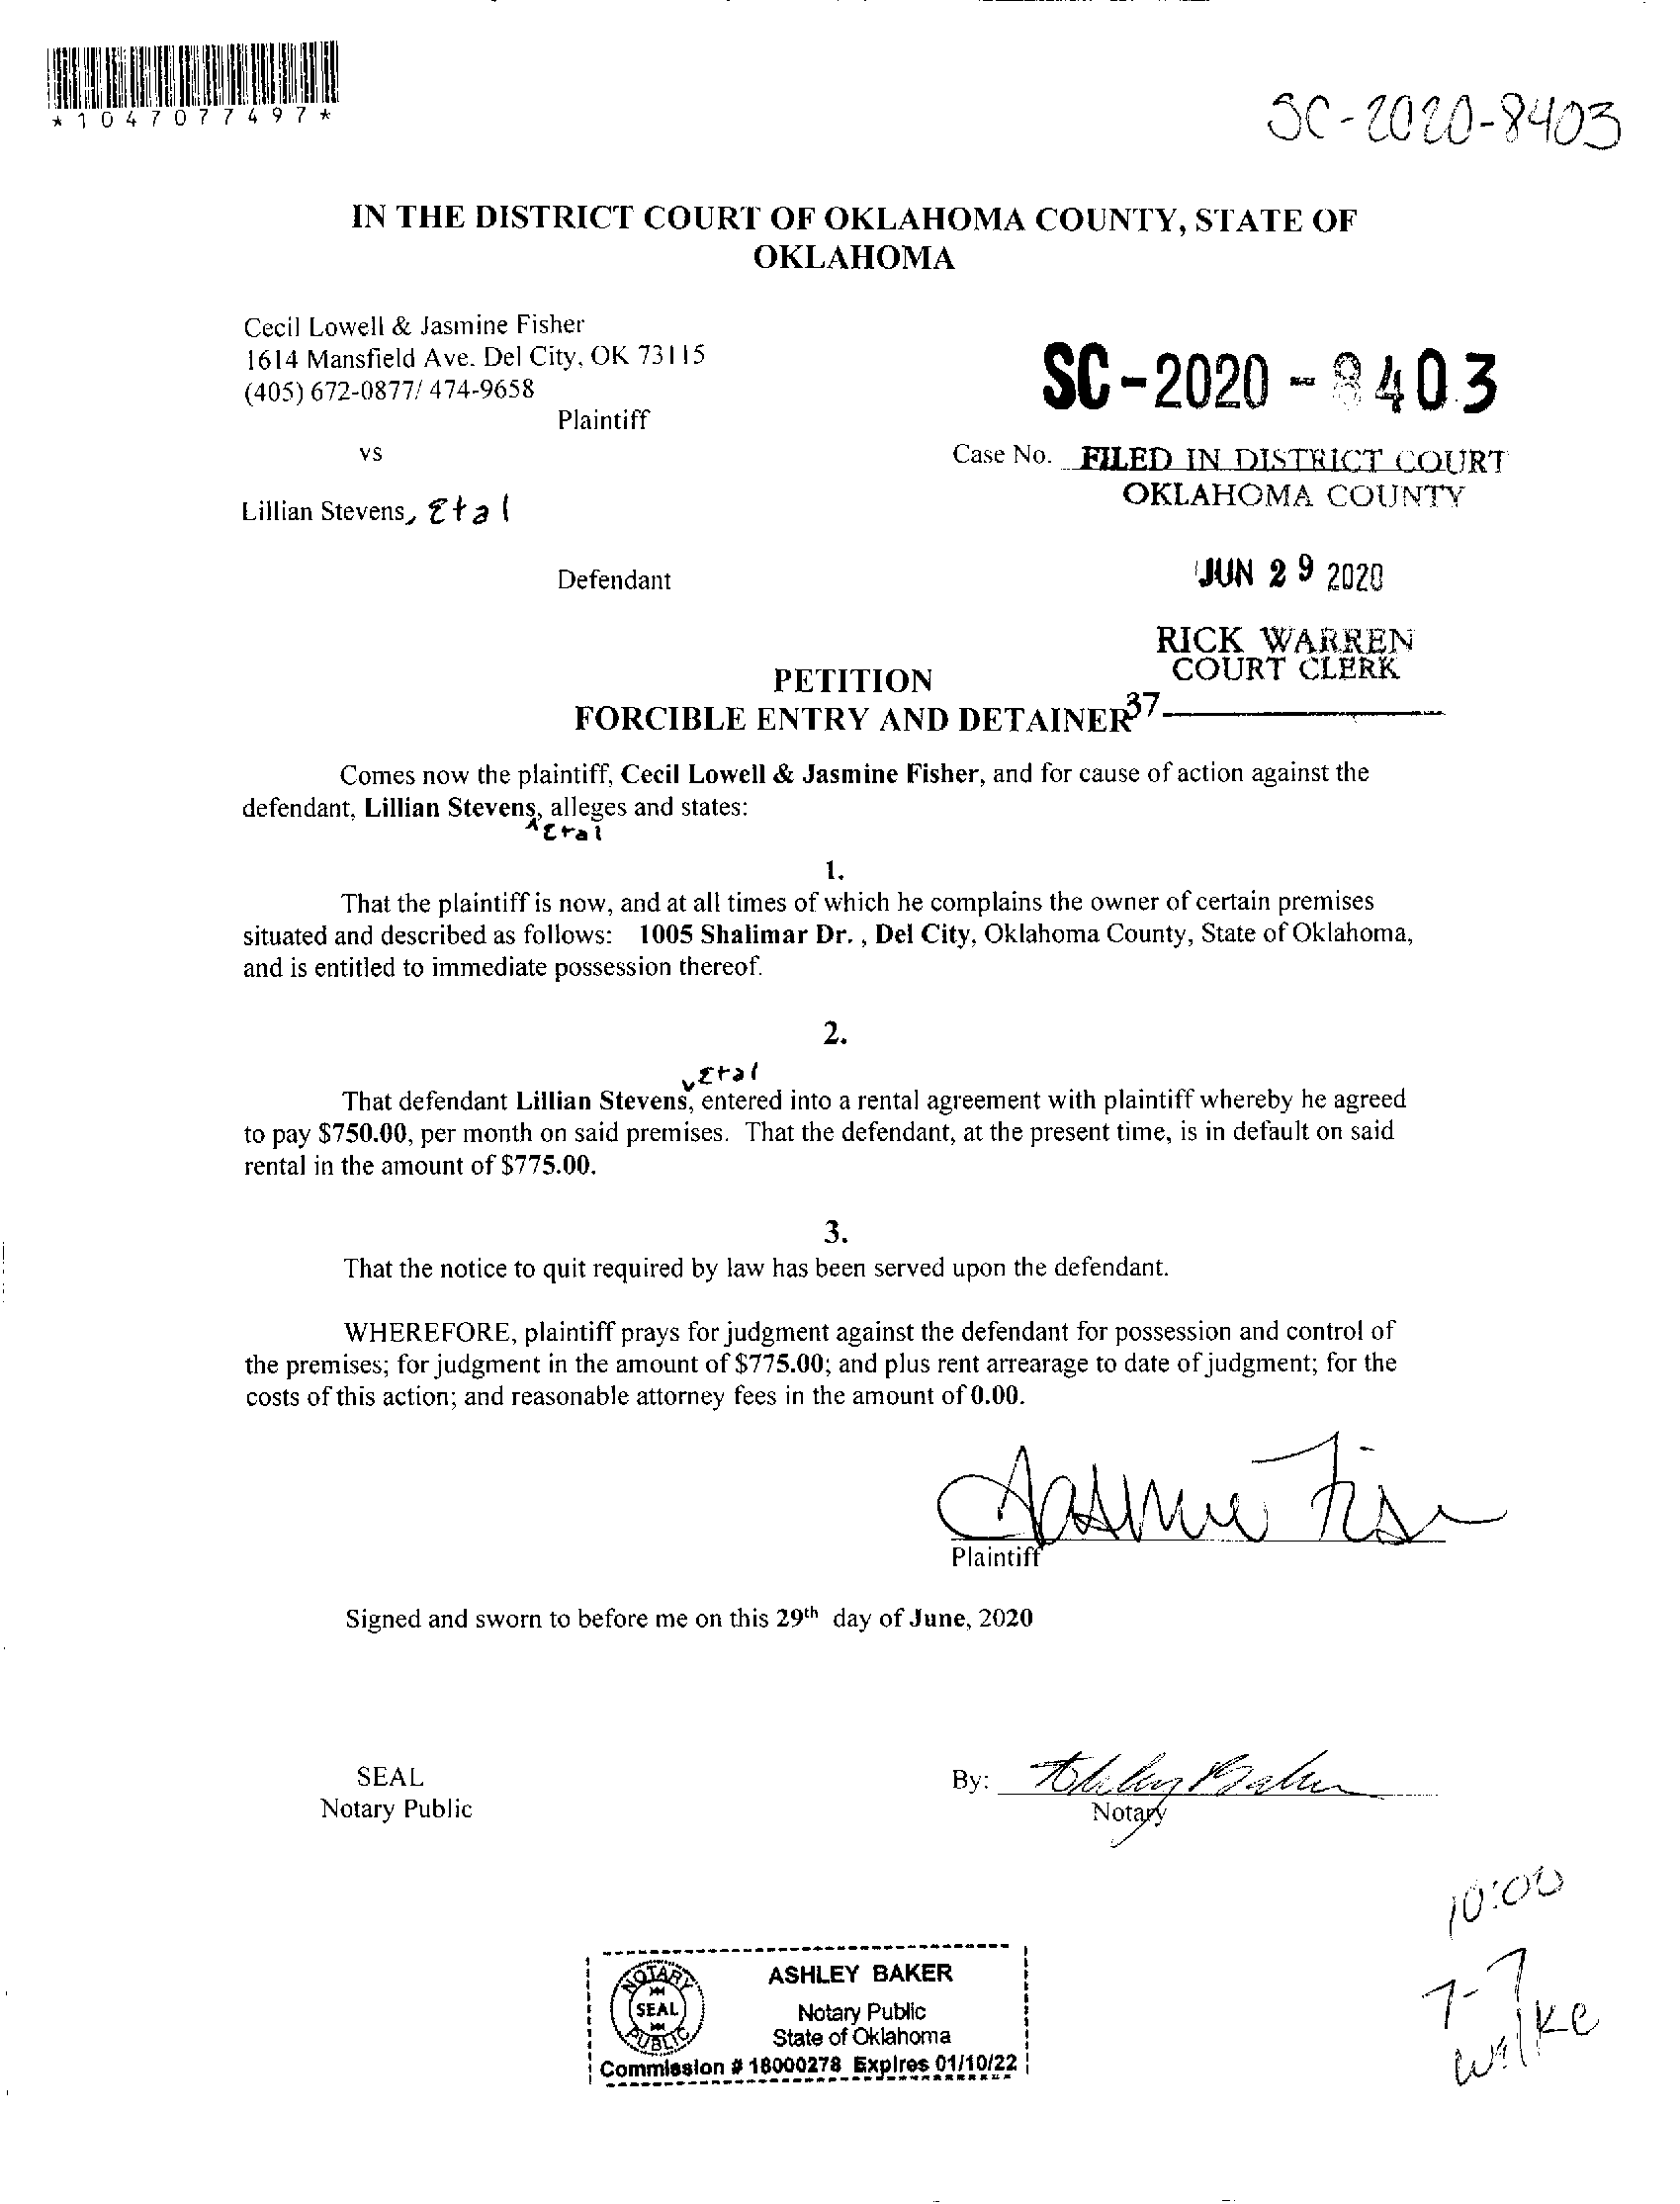 *1047077497*
SC-2020-8403
IN THE DISTRICT COURT OF OKLAHOMA COUNTY, STATE OF
OKLAHOMA
Cecil Lowell & Jasmine Fisher
1614 Mansfield Ave. Del City, OK 73115
(405) 672-0877/ 474-9658
Plaintiff
SC-2020-8403
vs
Case No. FILED IN DISTRICT COURT
OKLAHOMA COUNTY
Lillian Stevens, Etal
Defendant
JUN 29 2020
RICK WARREN
COURT CLERK
PETITION
FORCIBLE ENTRY AND DETAINER
37
Comes now the plaintiff, Cecil Lowell & Jasmine Fisher, and for cause of action against the
defendant, Lillian Stevens, alleges and states:
Etal
1.
That the plaintiff is now, and at all times of which he complains the owner of certain premises
situated and described as follows: 1005 Shalimar Dr. , Del City, Oklahoma County, State of Oklahoma,
and is entitled to immediate possession thereof.
2.
Etal
That defendant Lillian Stevens, entered into a rental agreement with plaintiff whereby he agreed
to pay $750.00, per month on said premises. That the defendant, at the present time, is in default on said
rental in the amount of $775.00.
3.
That the notice to quit required by law has been served upon the defendant.
WHEREFORE, plaintiff prays for judgment against the defendant for possession and control of
the premises; for judgment in the amount of $775.00; and plus rent arrearage to date of judgment; for the
costs of this action; and reasonable attorney fees in the amount of 0.00.
Jasmine Fisher
Plaintiff
Signed and sworn to before me on this 29th day of June, 2020
SEAL
Notary Public
By: Ashley Baker
Notary
10:00
7-7
Wilke
NOTARY
SEAL
PUBLIC
ASHLEY BAKER
Notary Public
State of Oklahoma
Commission # 18000278 Expires 01/10/22